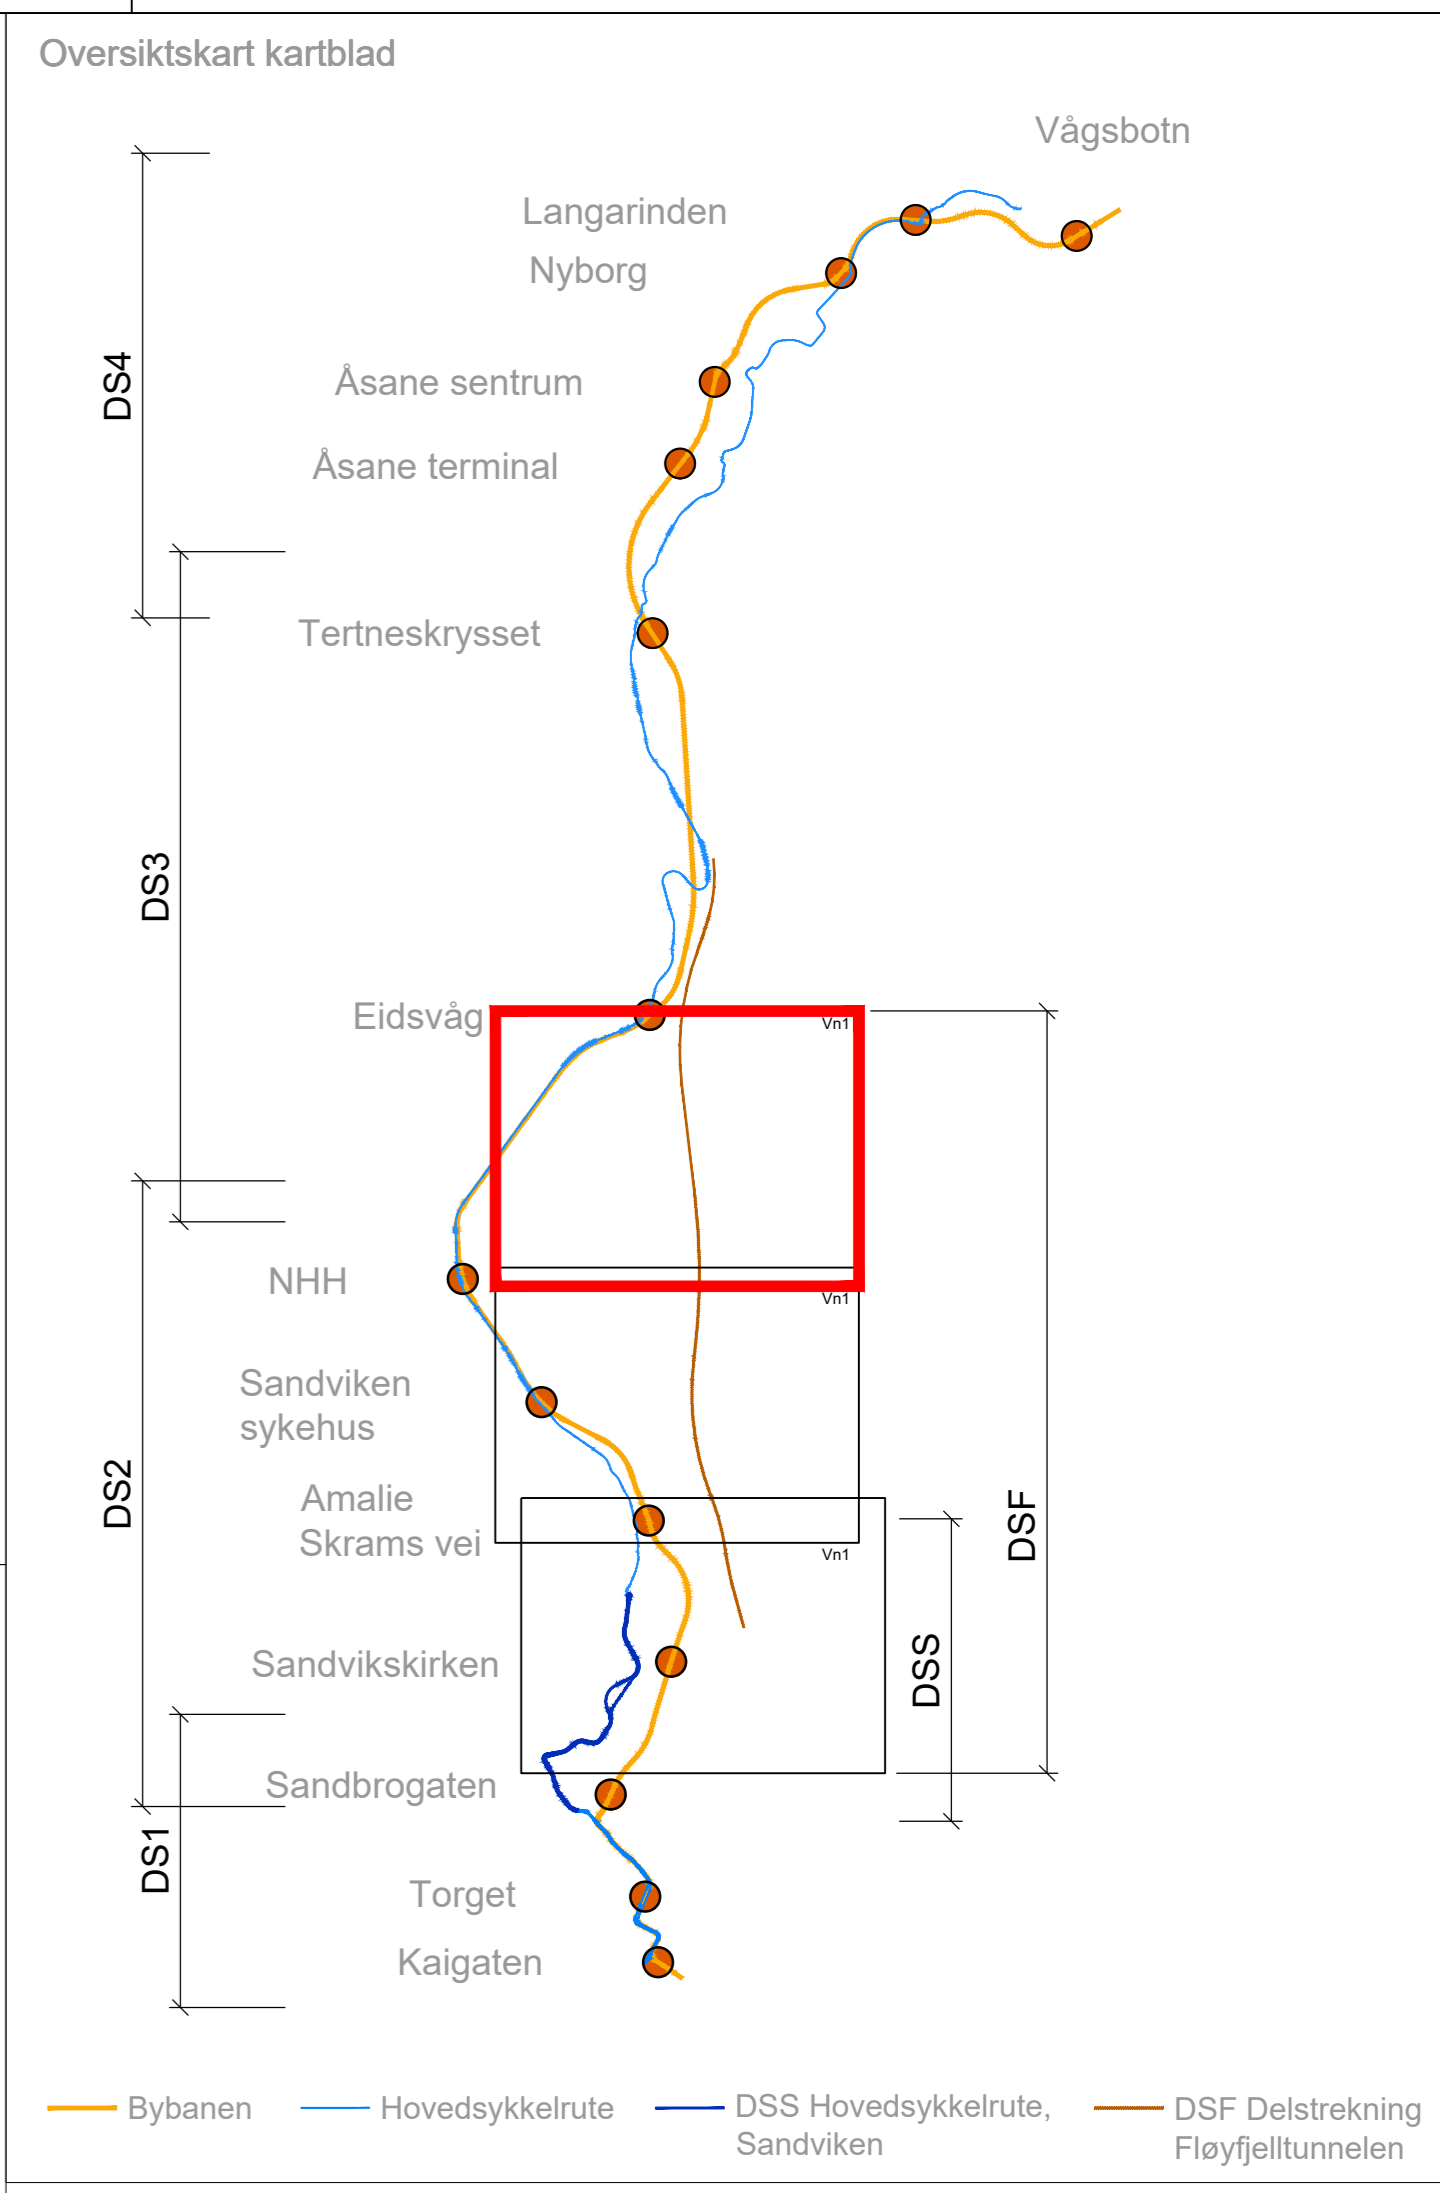 Oversiktskart kartblad
Vågsbotn
Langarinden
Nyborg
DS4
Åsane sentrum
Åsane terminal
Tertneskrysset
DS3
Eidsvåg
Vn1
NHH
Vn1
Sandviken
sykehus
DS2
Amalie
Skrams vei
DSF
Vn1
Sandvikskirken
DSS
Sandbrogaten
DS1
Torget
Kaigaten
Bybanen
Hovedsykkelrute
DSS Hovedsykkelrute,
Sandviken
DSF Delstrekning
Fløyfjelltunnelen